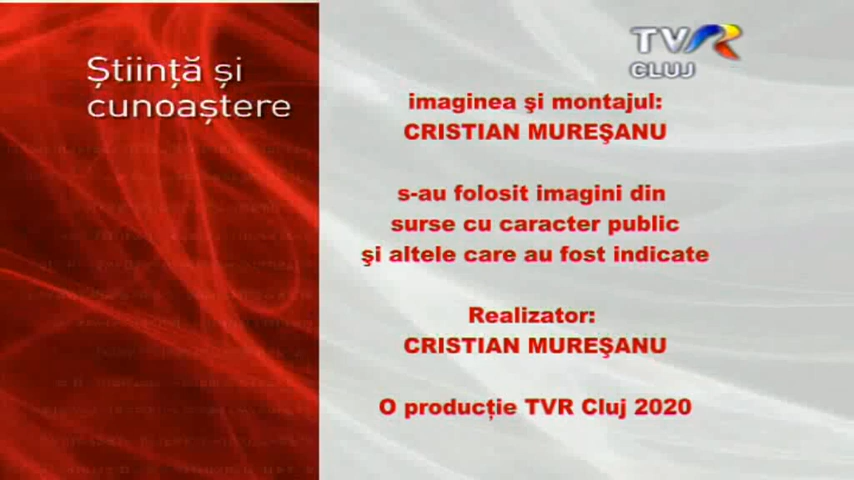 Știință și
cunoaștere
TVR
CLUJ
imaginea şi montajul:
CRISTIAN MUREŞANU
s-au folosit imagini din
surse cu caracter public
şi altele care au fost indicate
Realizator:
CRISTIAN MUREŞANU
O producție TVR Cluj 2020